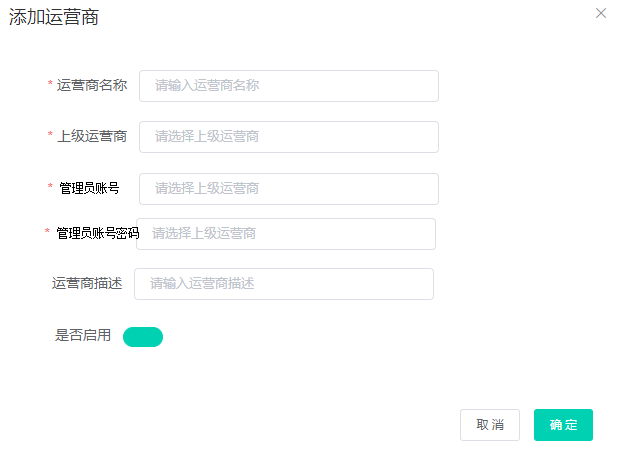 添加运营商
* 运营商名称 请输入运营商名称
* 上级运营商 请选择上级运营商
* 管理员账号 请选择上级运营商
* 管理员账号密码 请选择上级运营商
运营商描述 请输入运营商描述
是否启用
取消 确定